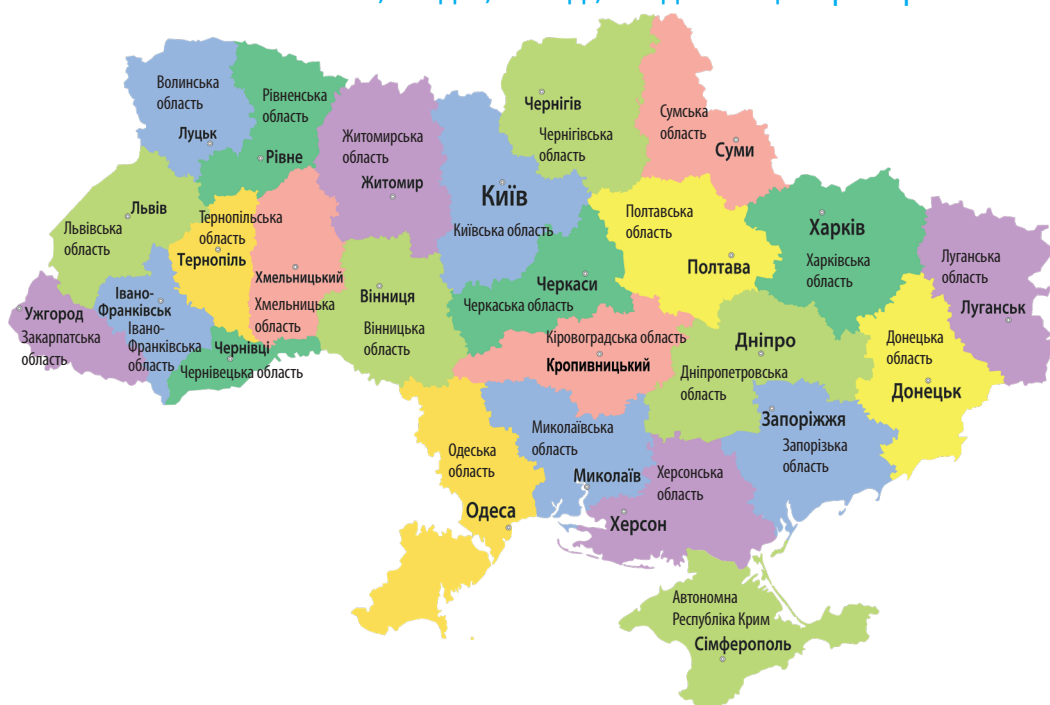 Волинська
область
Луцьк
Рівненська
область
Рівне
Житомирська
область
Житомир
Чернігів
Чернігівська
область
Сумська
область
Суми
Київ
Київська область
Львів
Львівська
область
Тернопільська
область
Тернопіль
Хмельницький
Хмельницька
область
Вінниця
Вінницька
область
Черкаси
Черкаська область
Полтавська
область
Полтава
Харків
Харківська
область
Луганська
область
Луганськ
Ужгород
Закарпатська
область
Івано-
Франківськ
Івано-
Франківська
область
Чернівці
Чернівецька область
Кіровоградська область
Кропивницький
Дніпро
Дніпропетровська
область
Донецька
область
Донецьк
Запоріжжя
Запорізька
область
Одеська
область
Одеса
Миколаївська
область
Миколаїв
Херсонська
область
Херсон
Автономна
Республіка Крим
Сімферополь